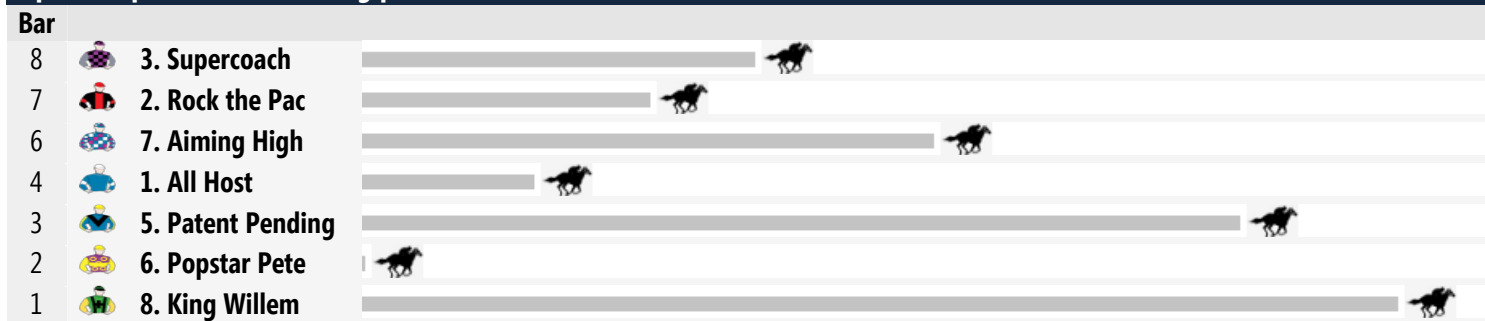 Bar
8 3. Supercoach
7 2. Rock the Pac
6 7. Aiming High
4 1. All Host
3 5. Patent Pending
2 6. Popstar Pete
1 8. King Willem